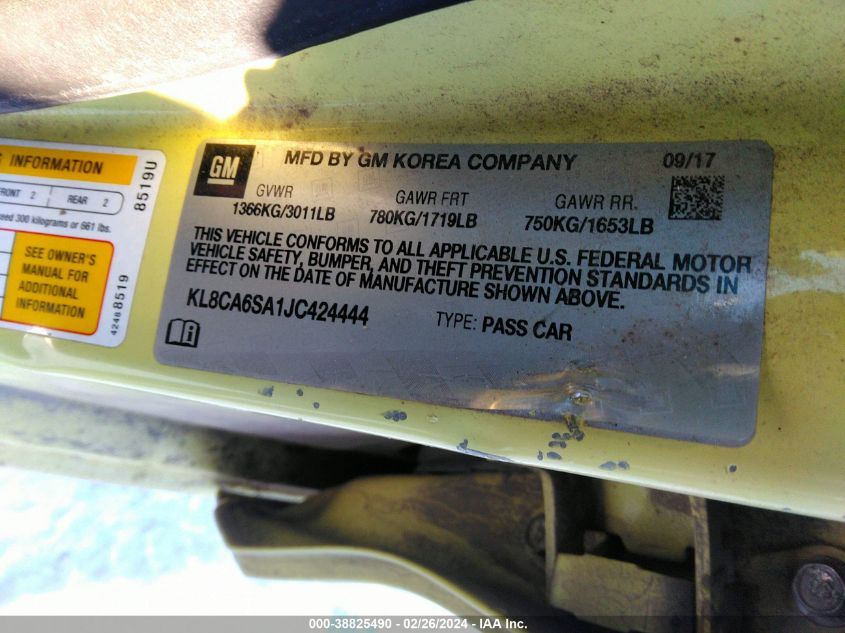 G INFORMATION
FRONT 2 REAR 2
exceed 300 kilograms or 661 lbs.
SEE OWNER'S
MANUAL FOR
ADDITIONAL
INFORMATION
8519U
4248 8519
GM
MFD BY GM KOREA COMPANY 09/17
GVWR GAWR FRT GAWR RR.
1366KG/3011LB 780KG/1719LB 750KG/1653LB
THIS VEHICLE CONFORMS TO ALL APPLICABLE U.S. FEDERAL MOTOR
VEHICLE SAFETY, BUMPER, AND THEFT PREVENTION STANDARDS IN
EFFECT ON THE DATE OF MANUFACTURE SHOWN ABOVE.
KL8CA6SA1JC424444 TYPE: PASS CAR
000-38825490 - 02/26/2024 - IAA Inc.